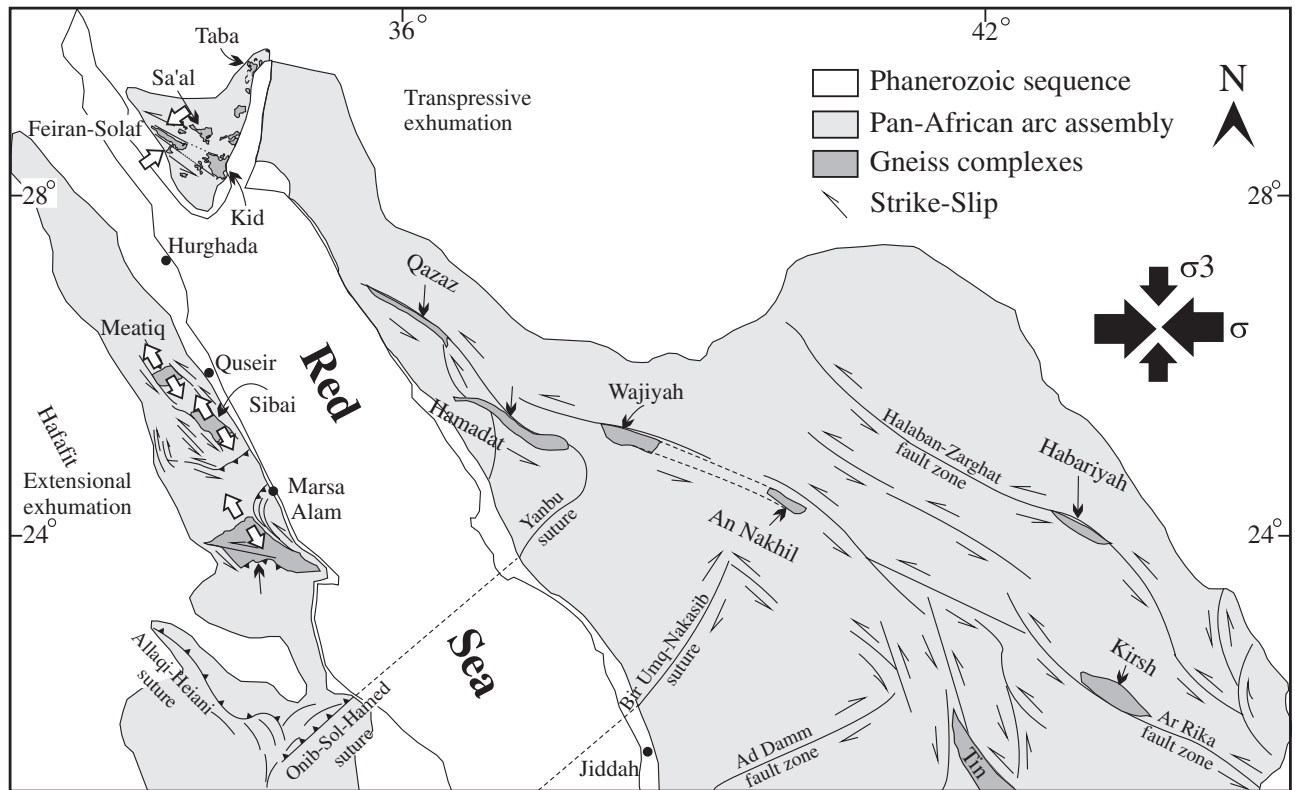 36°
42°
Taba
Sa'al
Feiran-Solaf
Kid
Transpressive
exhumation
Phanerozoic sequence
Pan-African arc assembly
Gneiss complexes
Strike-Slip
N
28°
28°
Hurghada
Qazaz
σ3
σ
Meatiq
Quseir
Sibai
Red
Sea
Hamadat
Wajiyah
Halaban-Zarghat
fault zone
Habariyah
Hafafit
Extensional
exhumation
Marsa
Alam
Yanbu
suture
An Nakhil
24°
24°
Allaqi-Heiani
suture
Onib-Sol-Hamed
suture
Bir Umq-Nakasib
suture
Kirsh
Ar Rika
fault zone
Ad Damm
fault zone
Jiddah
Tin